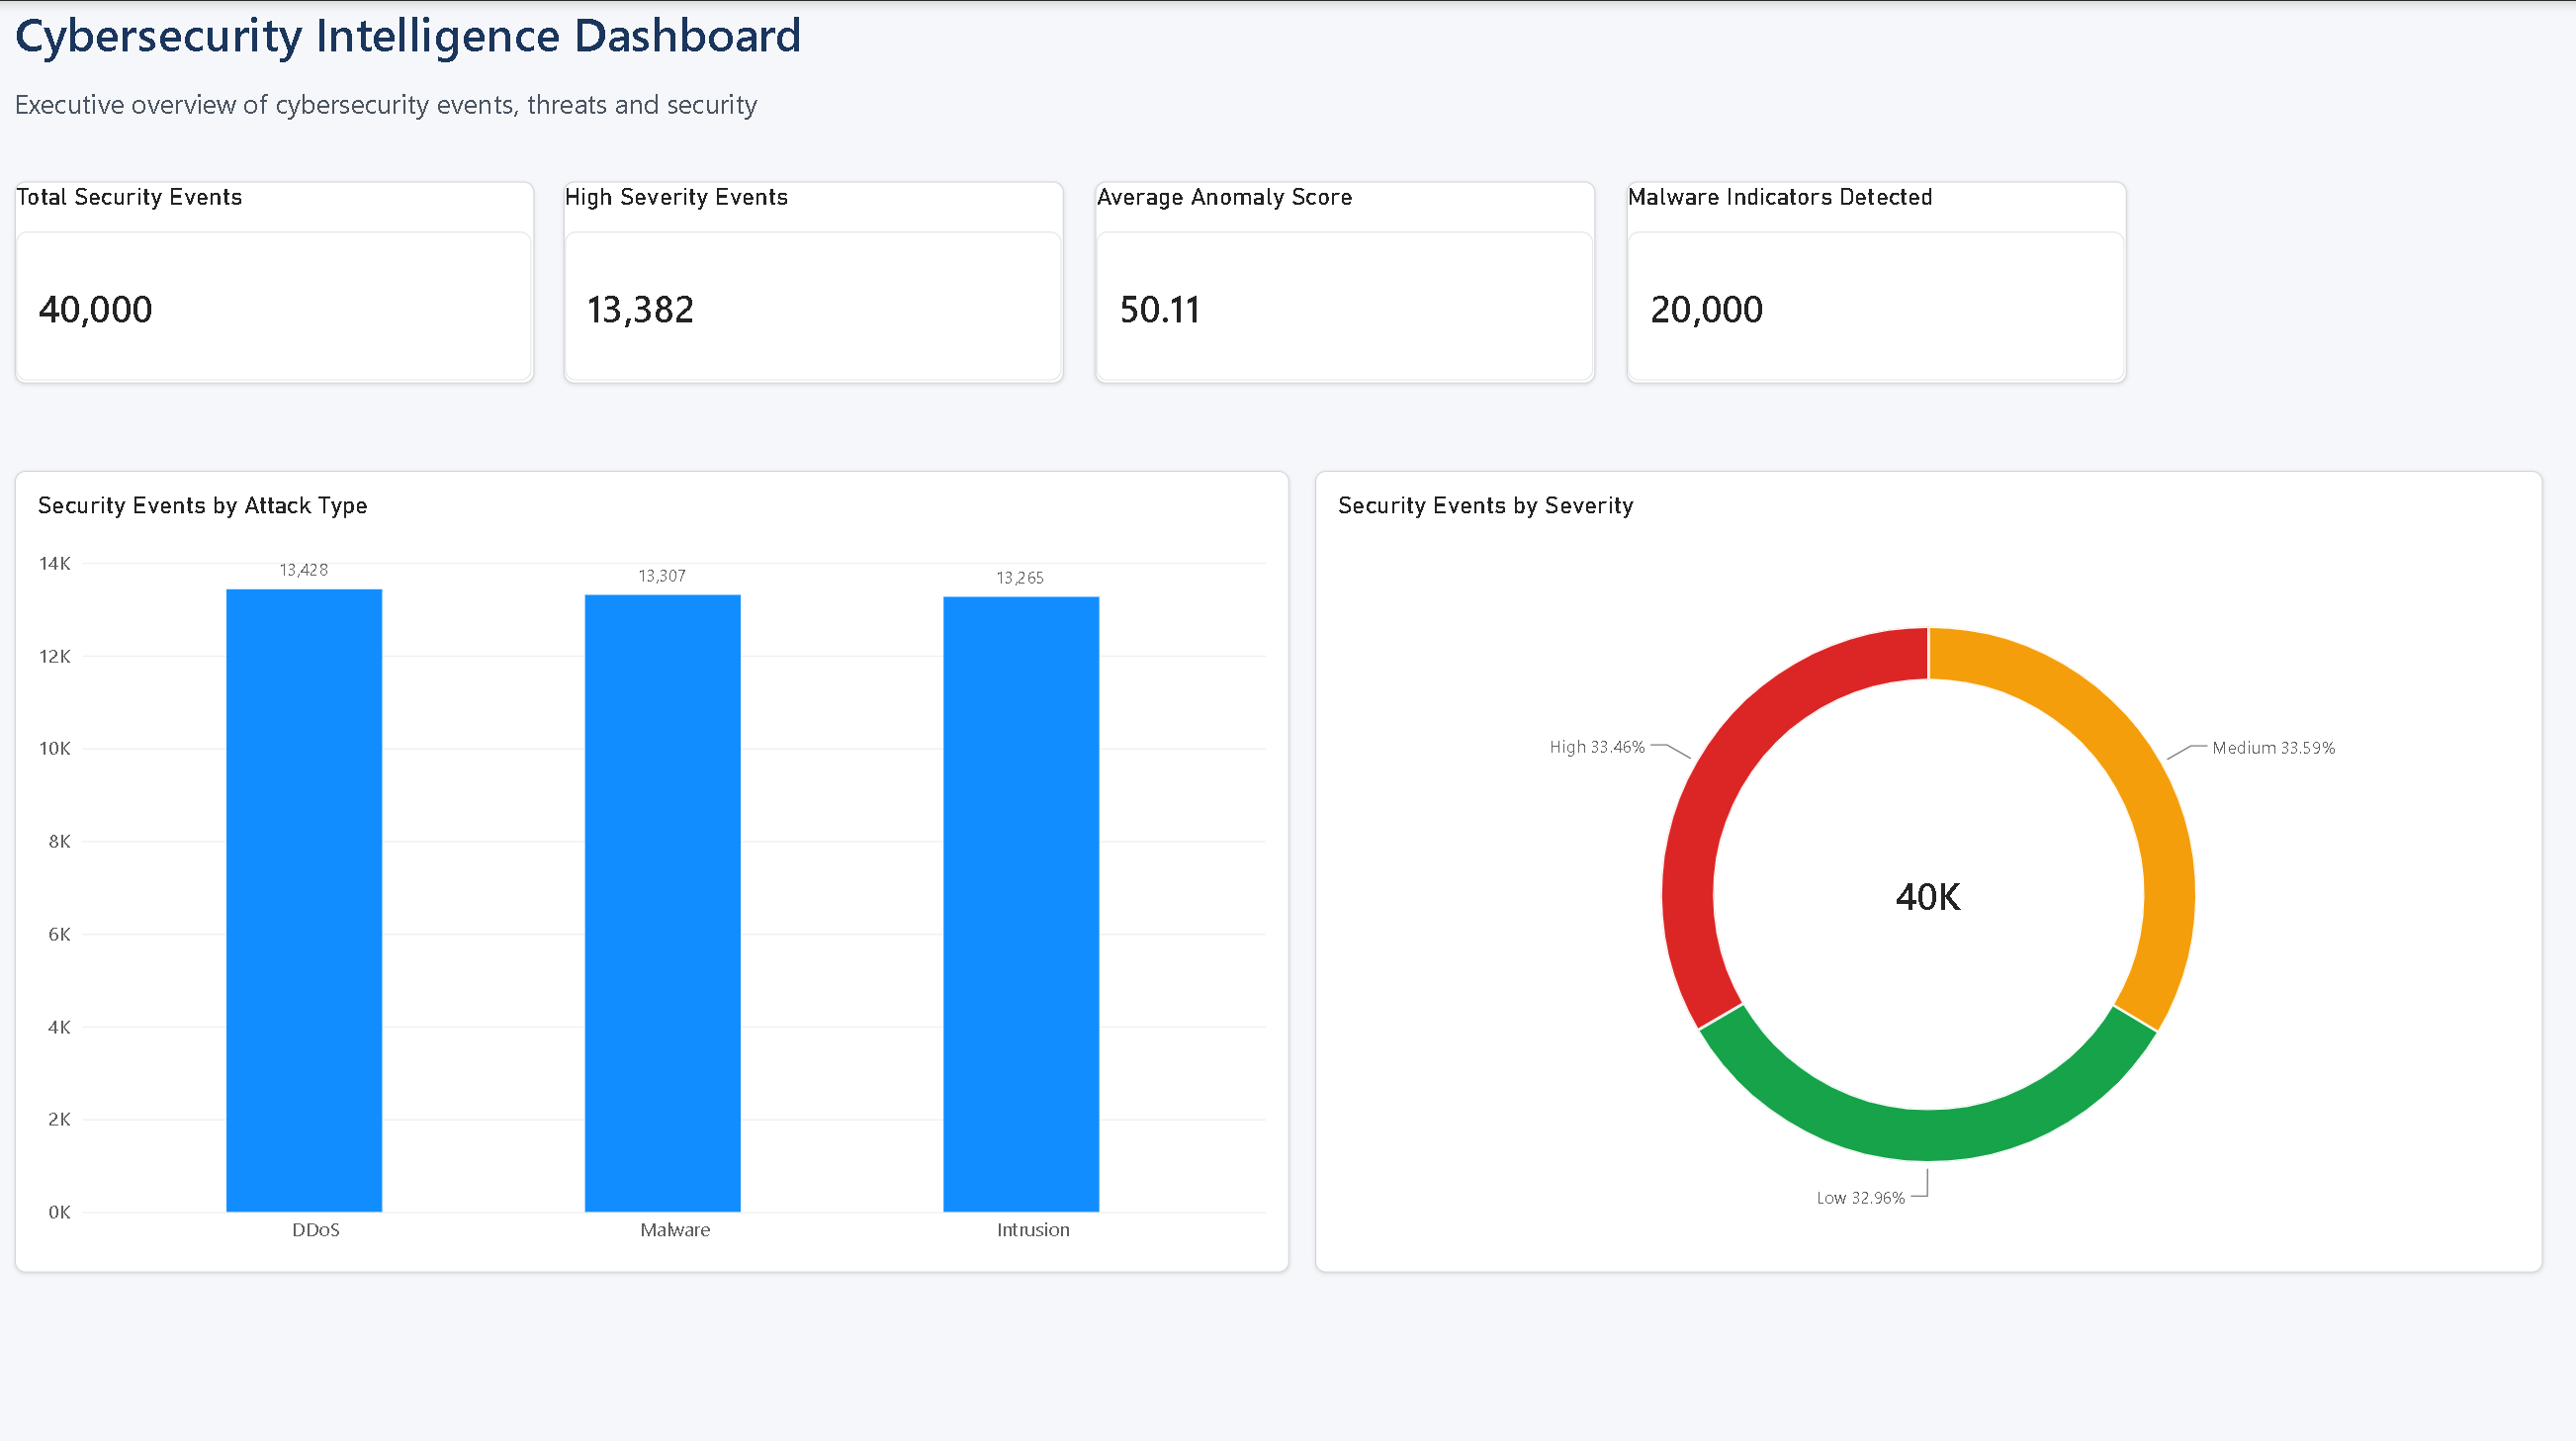 Cybersecurity Intelligence Dashboard
Executive overview of cybersecurity events, threats and security
Total Security Events
40,000
High Severity Events
13,382
Average Anomaly Score
50.11
Malware Indicators Detected
20,000
Security Events by Attack Type
14K
12K
10K
8K
6K
4K
2K
0K
13,428
13,307
13,265
DDoS
Malware
Intrusion
Security Events by Severity
High 33.46%
Medium 33.59%
40K
Low 32.96%